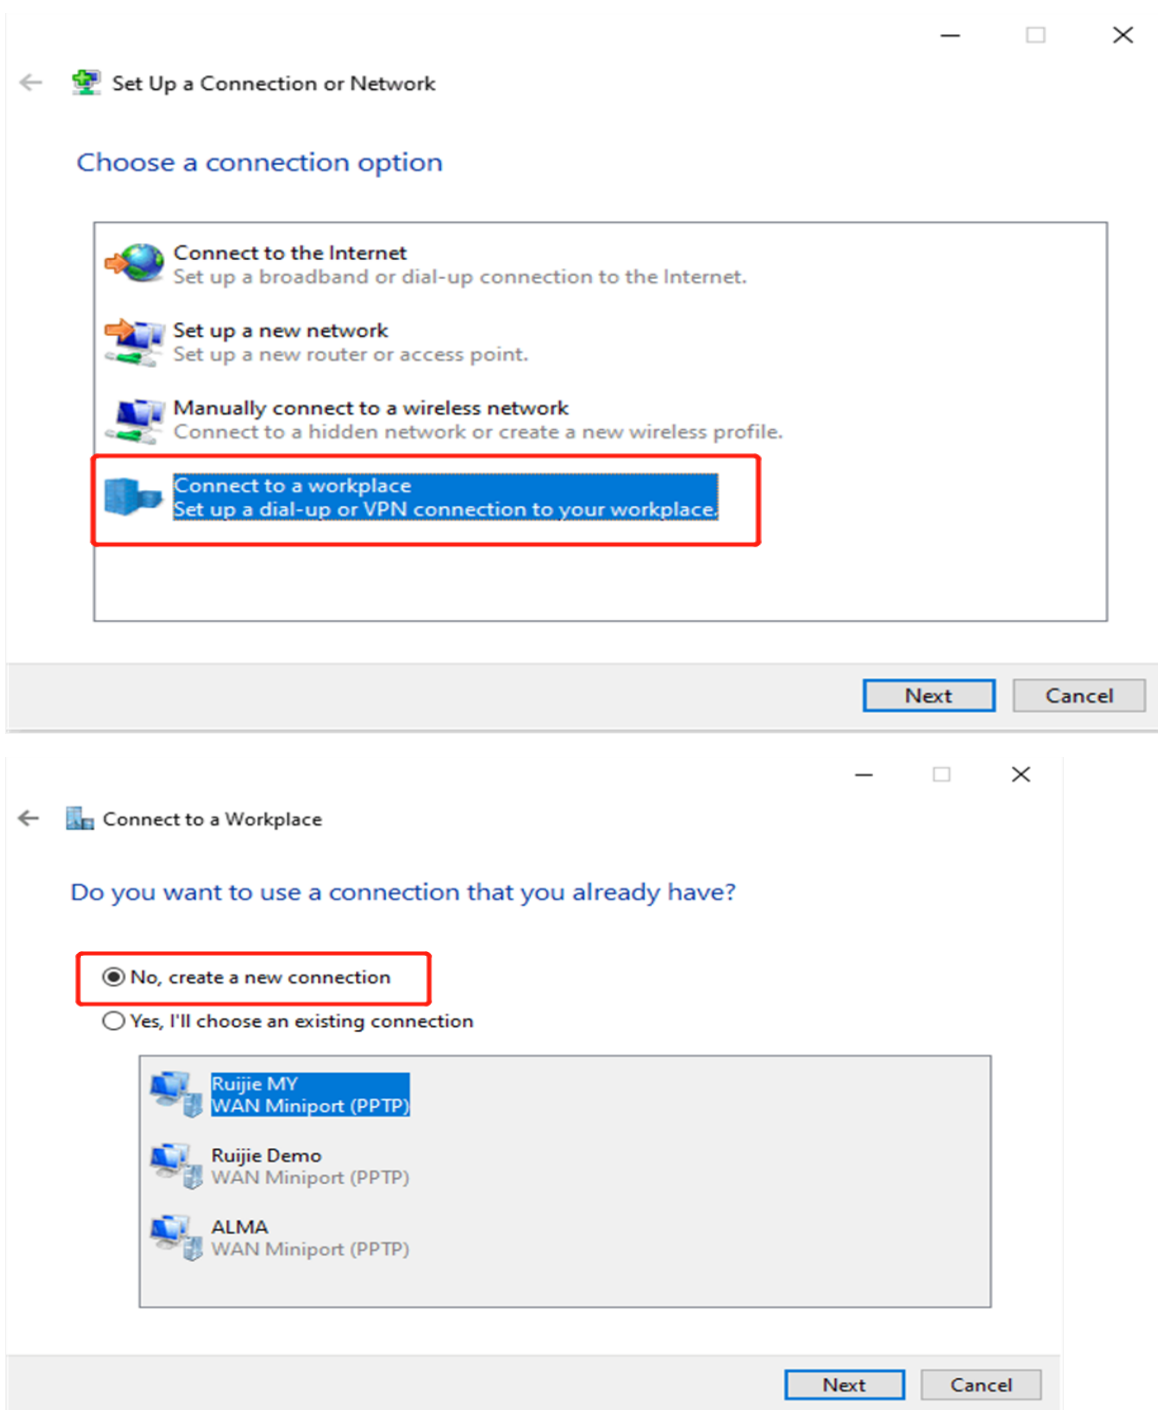 Set Up a Connection or Network
Choose a connection option
Connect to the Internet
Set up a broadband or dial-up connection to the Internet.
Set up a new network
Set up a new router or access point.
Manually connect to a wireless network
Connect to a hidden network or create a new wireless profile.
Connect to a workplace
Set up a dial-up or VPN connection to your workplace.
Next
Cancel
Connect to a Workplace
Do you want to use a connection that you already have?
No, create a new connection
Yes, I'll choose an existing connection
Ruijie MY
WAN Miniport (PPTP)
Ruijie Demo
WAN Miniport (PPTP)
ALMA
WAN Miniport (PPTP)
Next
Cancel